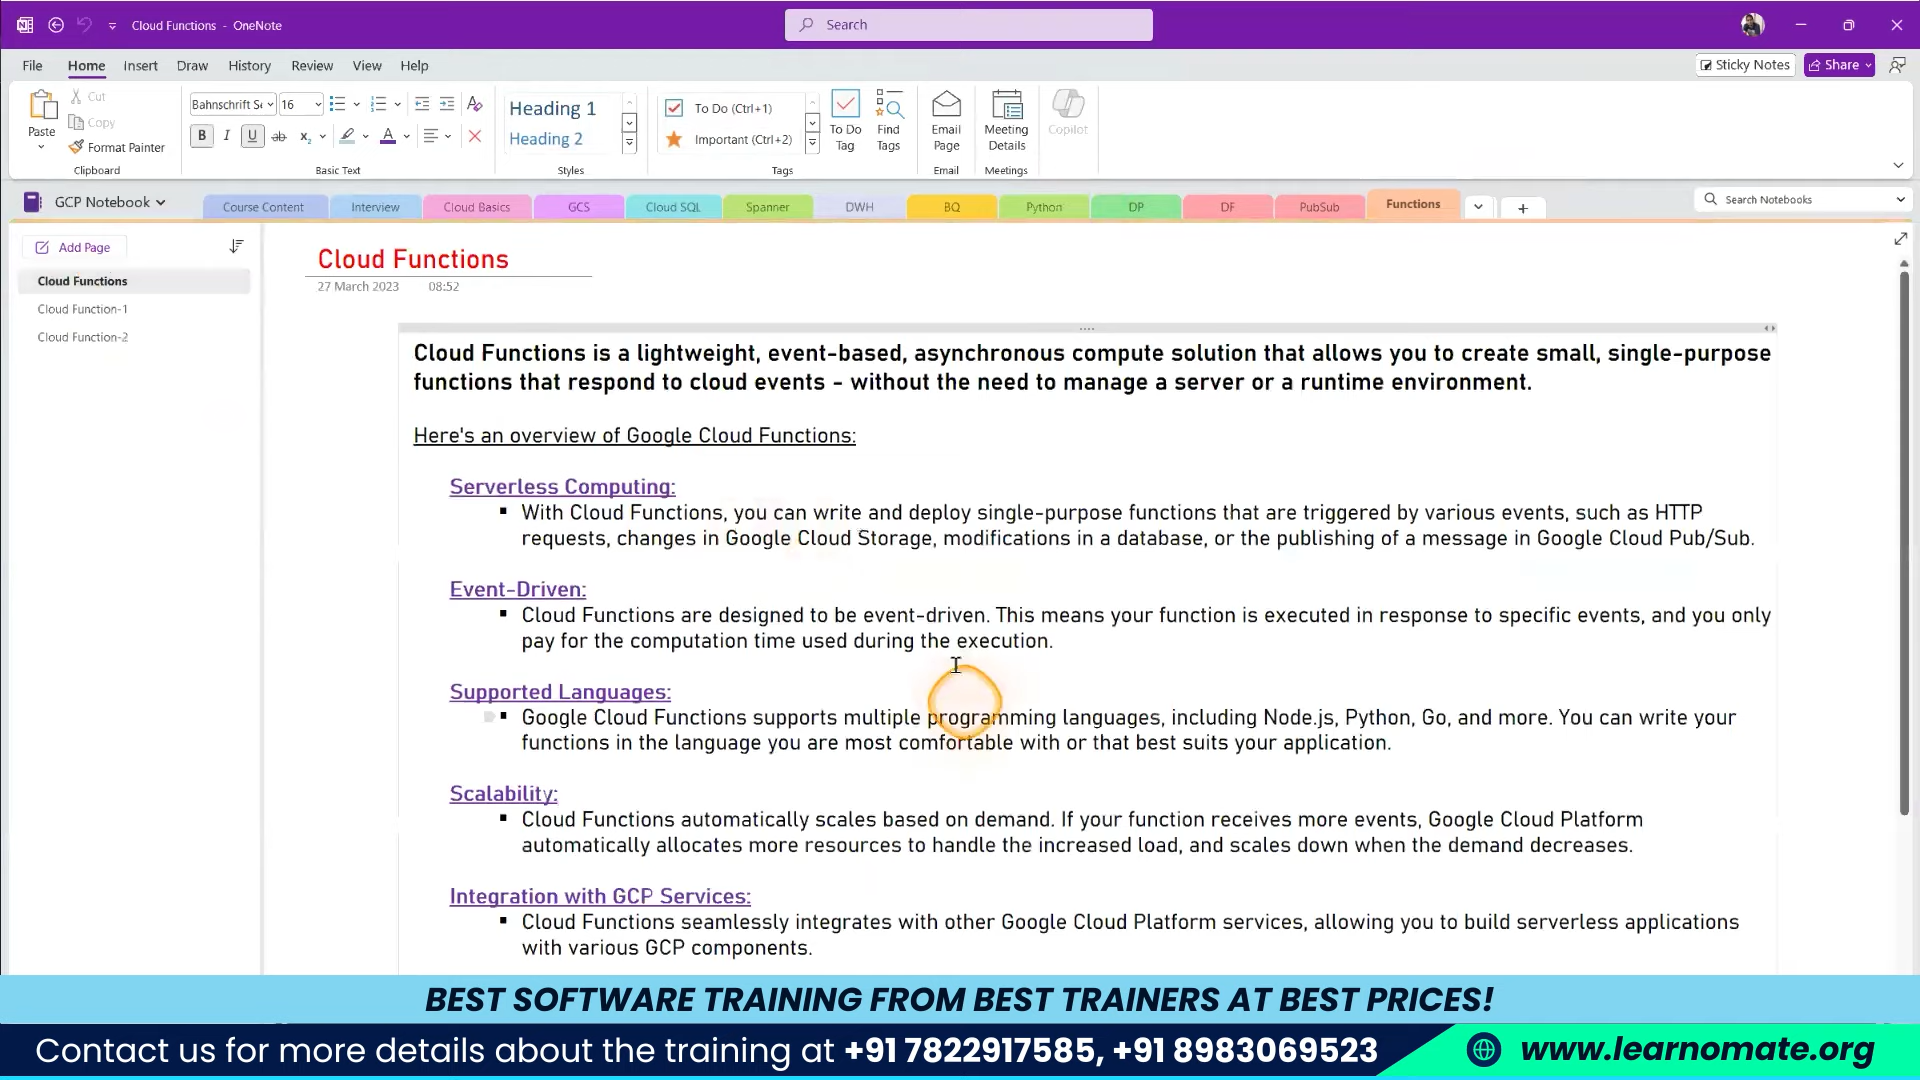 Cloud Functions - OneNote
Search
File Home Insert Draw History Review View Help
Sticky Notes Share
Paste
Cut
Copy
Format Painter
Clipboard
Bahnschrift Se 16
B I U ab x₂ A
Basic Text
Heading 1
Heading 2
Styles
To Do (Ctrl+1)
Important (Ctrl+2)
Tags
To Do Tag
Find Tags
Email Page
Email
Meeting Details
Meetings
Copilot
GCP Notebook
Course Content Interview Cloud Basics GCS Cloud SQL Spanner DWH BQ Python DP DF PubSub Functions
Search Notebooks
Add Page
Cloud Functions
Cloud Function-1
Cloud Function-2
Cloud Functions
27 March 2023 08:52
Cloud Functions is a lightweight, event-based, asynchronous compute solution that allows you to create small, single-purpose
functions that respond to cloud events - without the need to manage a server or a runtime environment.
Here's an overview of Google Cloud Functions:
Serverless Computing:
▪ With Cloud Functions, you can write and deploy single-purpose functions that are triggered by various events, such as HTTP
requests, changes in Google Cloud Storage, modifications in a database, or the publishing of a message in Google Cloud Pub/Sub.
Event-Driven:
▪ Cloud Functions are designed to be event-driven. This means your function is executed in response to specific events, and you only
pay for the computation time used during the execution.
Supported Languages:
▪ Google Cloud Functions supports multiple programming languages, including Node.js, Python, Go, and more. You can write your
functions in the language you are most comfortable with or that best suits your application.
Scalability:
▪ Cloud Functions automatically scales based on demand. If your function receives more events, Google Cloud Platform
automatically allocates more resources to handle the increased load, and scales down when the demand decreases.
Integration with GCP Services:
▪ Cloud Functions seamlessly integrates with other Google Cloud Platform services, allowing you to build serverless applications
with various GCP components.
BEST SOFTWARE TRAINING FROM BEST TRAINERS AT BEST PRICES!
Contact us for more details about the training at +91 7822917585, +91 8983069523
www.learnomate.org